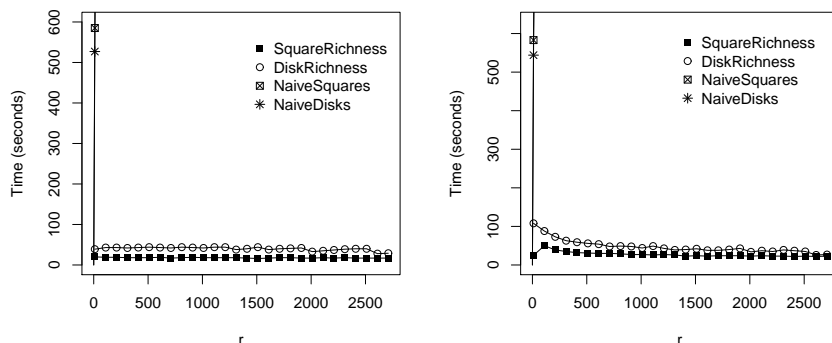 600
500
400
300
200
100
0
Time (seconds)
SquareRichness
DiskRichness
NaiveSquares
NaiveDisks
0 500 1000 1500 2000 2500
r
500
300
100
0
Time (seconds)
SquareRichness
DiskRichness
NaiveSquares
NaiveDisks
0 500 1000 1500 2000 2500
r